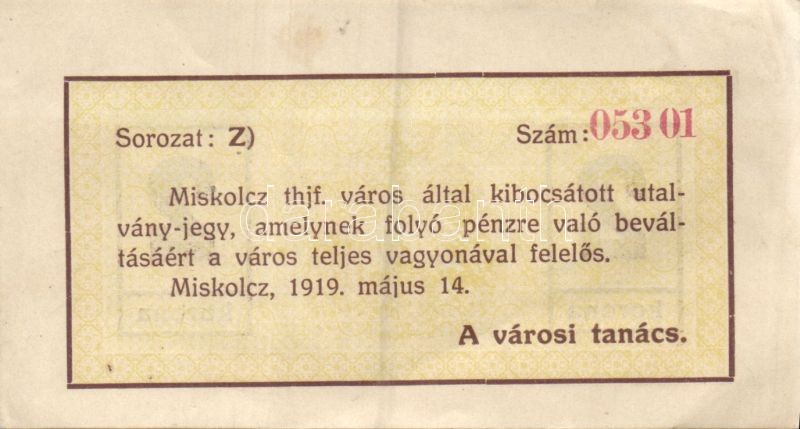 Sorozat: Z) Szám: 053 01
Miskolcz thjf. város által kibocsátott utal-
vány-jegy, amelynek folyó pénzre való bevál-
tásáért a város teljes vagyonával felelős.
Miskolcz, 1919. május 14.
A városi tanács.
darabanth